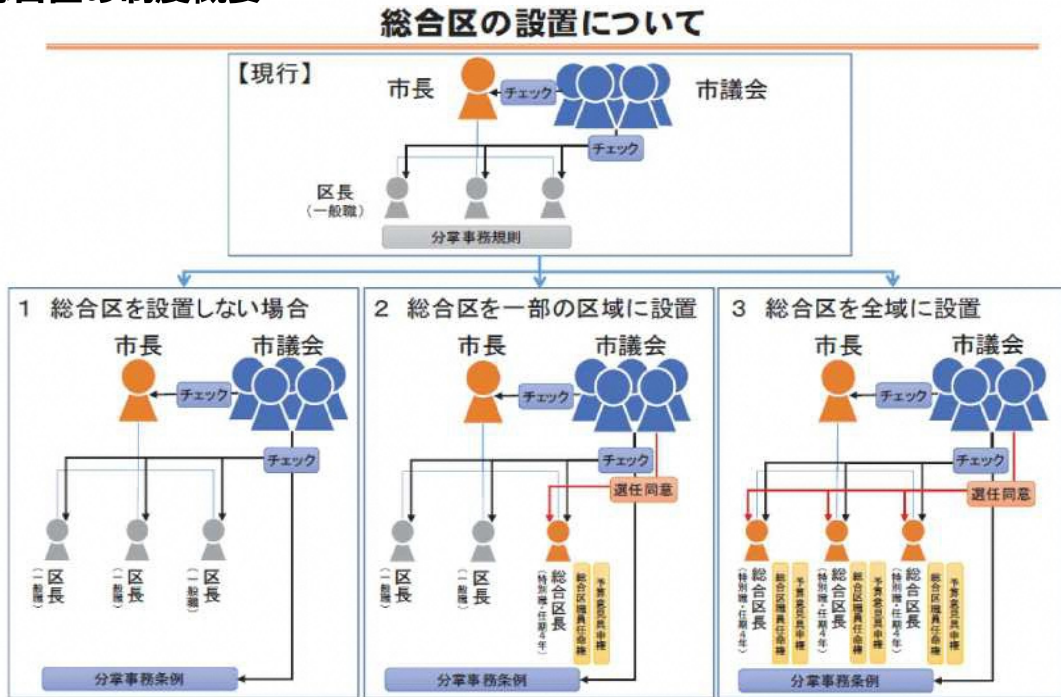 総合区の設置について
【現行】
市長
チェック
市議会
チェック
区長
(一般職)
分掌事務規則
1 総合区を設置しない場合
市長
市議会
チェック
チェック
区長
(一般職)
区長
(一般職)
区長
(一般職)
分掌事務条例
2 総合区を一部の区域に設置
市長
市議会
チェック
チェック
選任同意
区長
(一般職)
区長
(一般職)
総合区長
(特別職・任期4年)
総合区職員任命権
予算意見具申権
分掌事務条例
3 総合区を全域に設置
市長
市議会
チェック
チェック
選任同意
総合区長
(特別職・任期4年)
総合区職員任命権
予算意見具申権
総合区長
(特別職・任期4年)
総合区職員任命権
予算意見具申権
総合区長
(特別職・任期4年)
総合区職員任命権
予算意見具申権
分掌事務条例